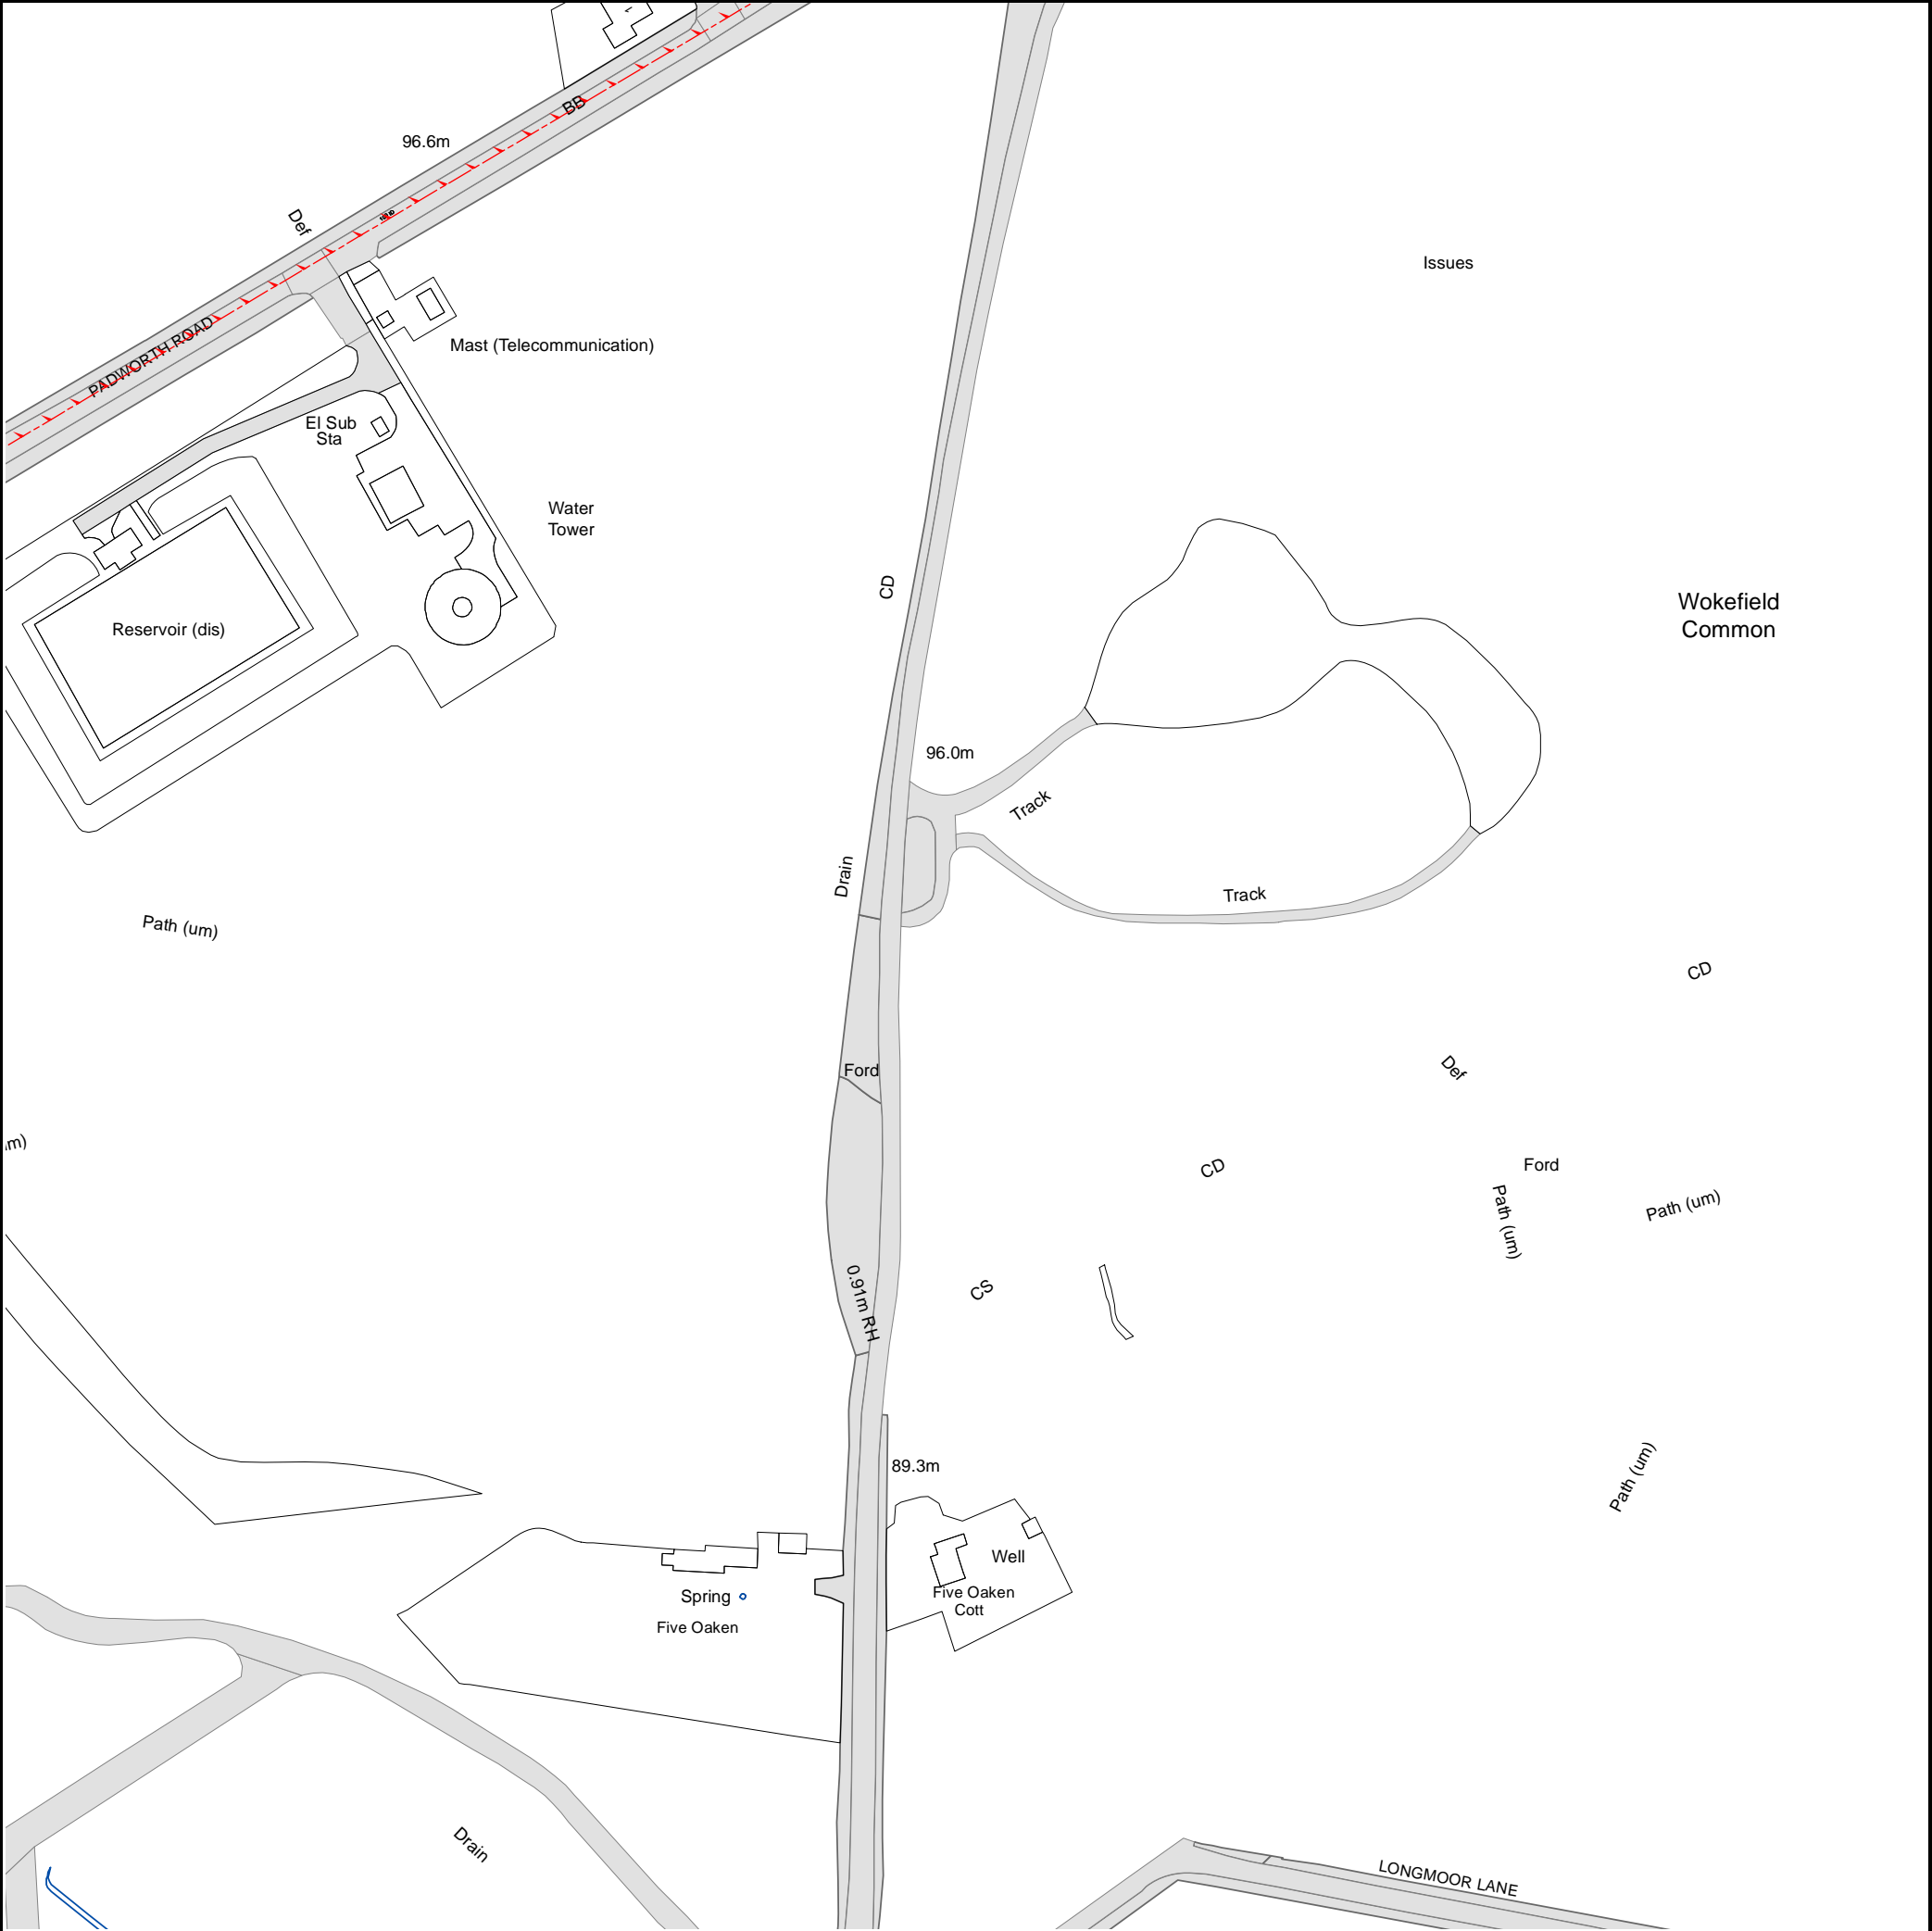 BB
96.6m
Def
Issues
PADWORTH ROAD
Mast (Telecommunication)
El Sub
Sta
Water
Tower
CD
Wokefield
Common
Reservoir (dis)
96.0m
Track
Drain
Track
Path (um)
CD
Ford
Def
CD
Ford
Path (um)
Path (um)
0.91m RH
CS
89.3m
Path (um)
Well
Spring
Five Oaken
Cott
Five Oaken
Drain
LONGMOOR LANE